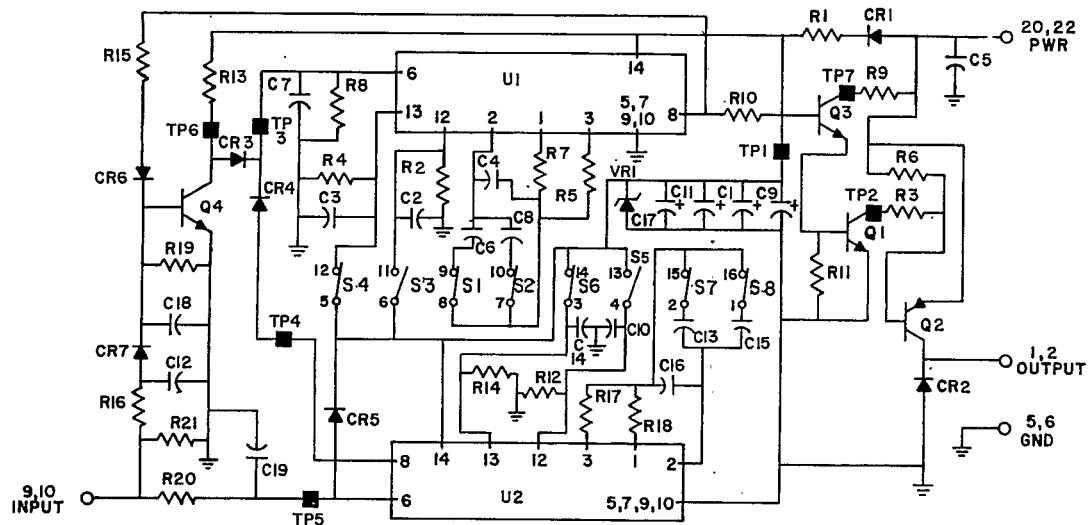 R15
R13
TP6
CR3
TP
3
C7
R8
6
U1
14
13
12
2
1
3
5,7
9,10
8
R1
CR1
20,22
PWR
C5
TP7
R9
R10
Q3
CR6
Q4
CR4
R4
C3
R2
C2
C4
R7
R5
C8
C6
VR1
C17
C11
C1
C9
TP1
R6
TP2
R3
Q1
R11
R19
C18
CR7
C12
R16
R21
R20
C19
TP4
TP5
CR5
12
S.4
5
11
S3
6
9
S1
8
10
S2
7
14
S6
3
13
S5
4
15
S7
2
16
S.8
1
C
14
C10
C13
C15
C16
R14
R12
R17
R18
Q2
CR2
1,2
OUTPUT
5,6
GND
9,10
INPUT
8
14
13
12
3
1
2
6
U2
5,7,9,10